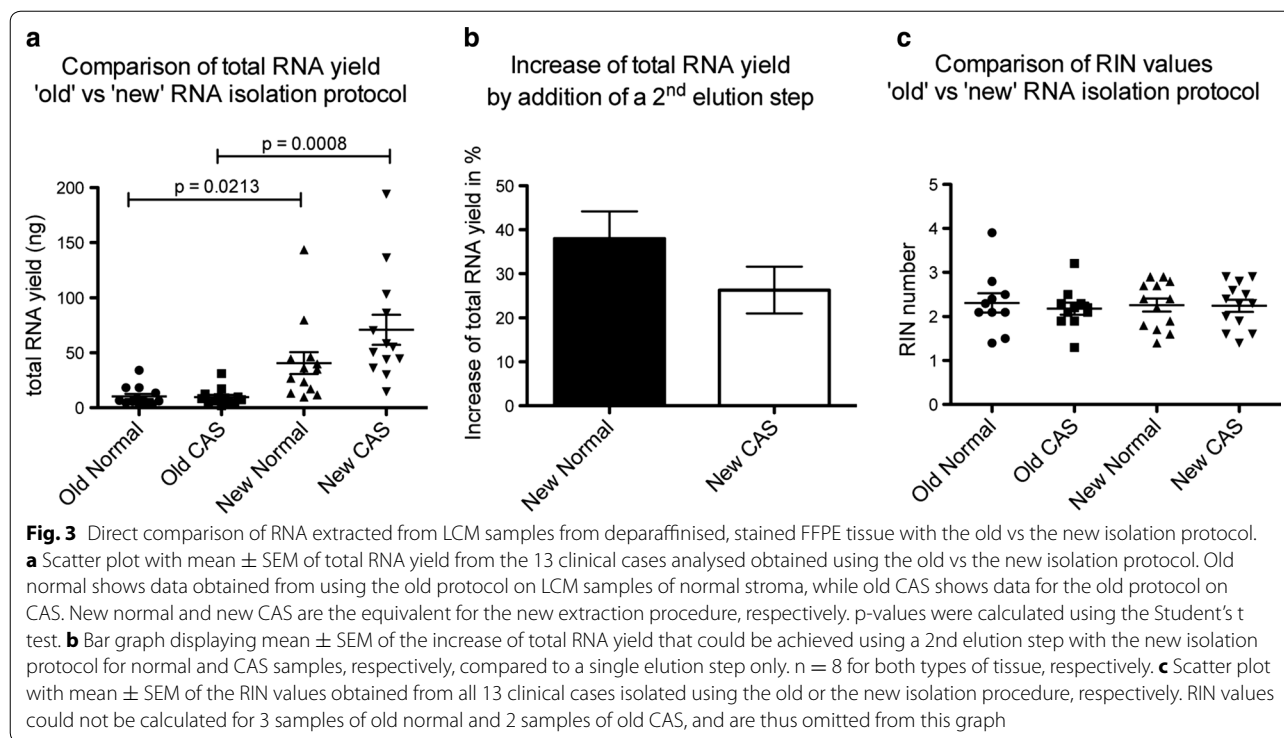 a
Comparison of total RNA yield
'old' vs 'new' RNA isolation protocol
p = 0.0008
p = 0.0213
total RNA yield (ng)
200
150
100
50
0
Old Normal
Old CAS
New Normal
New CAS
b
Increase of total RNA yield
by addition of a 2nd elution step
Increase of total RNA yield in %
50
40
30
20
10
0
New Normal
New CAS
c
Comparison of RIN values
'old' vs 'new' RNA isolation protocol
RIN number
5
4
3
2
1
0
Old Normal
Old CAS
New Normal
New CAS
Fig. 3 Direct comparison of RNA extracted from LCM samples from deparaffinised, stained FFPE tissue with the old vs the new isolation protocol.
a Scatter plot with mean ± SEM of total RNA yield from the 13 clinical cases analysed obtained using the old vs the new isolation protocol. Old
normal shows data obtained from using the old protocol on LCM samples of normal stroma, while old CAS shows data for the old protocol on
CAS. New normal and new CAS are the equivalent for the new extraction procedure, respectively. p-values were calculated using the Student's t
test. b Bar graph displaying mean ± SEM of the increase of total RNA yield that could be achieved using a 2nd elution step with the new isolation
protocol for normal and CAS samples, respectively, compared to a single elution step only. n = 8 for both types of tissue, respectively. c Scatter plot
with mean ± SEM of the RIN values obtained from all 13 clinical cases isolated using the old or the new isolation procedure, respectively. RIN values
could not be calculated for 3 samples of old normal and 2 samples of old CAS, and are thus omitted from this graph